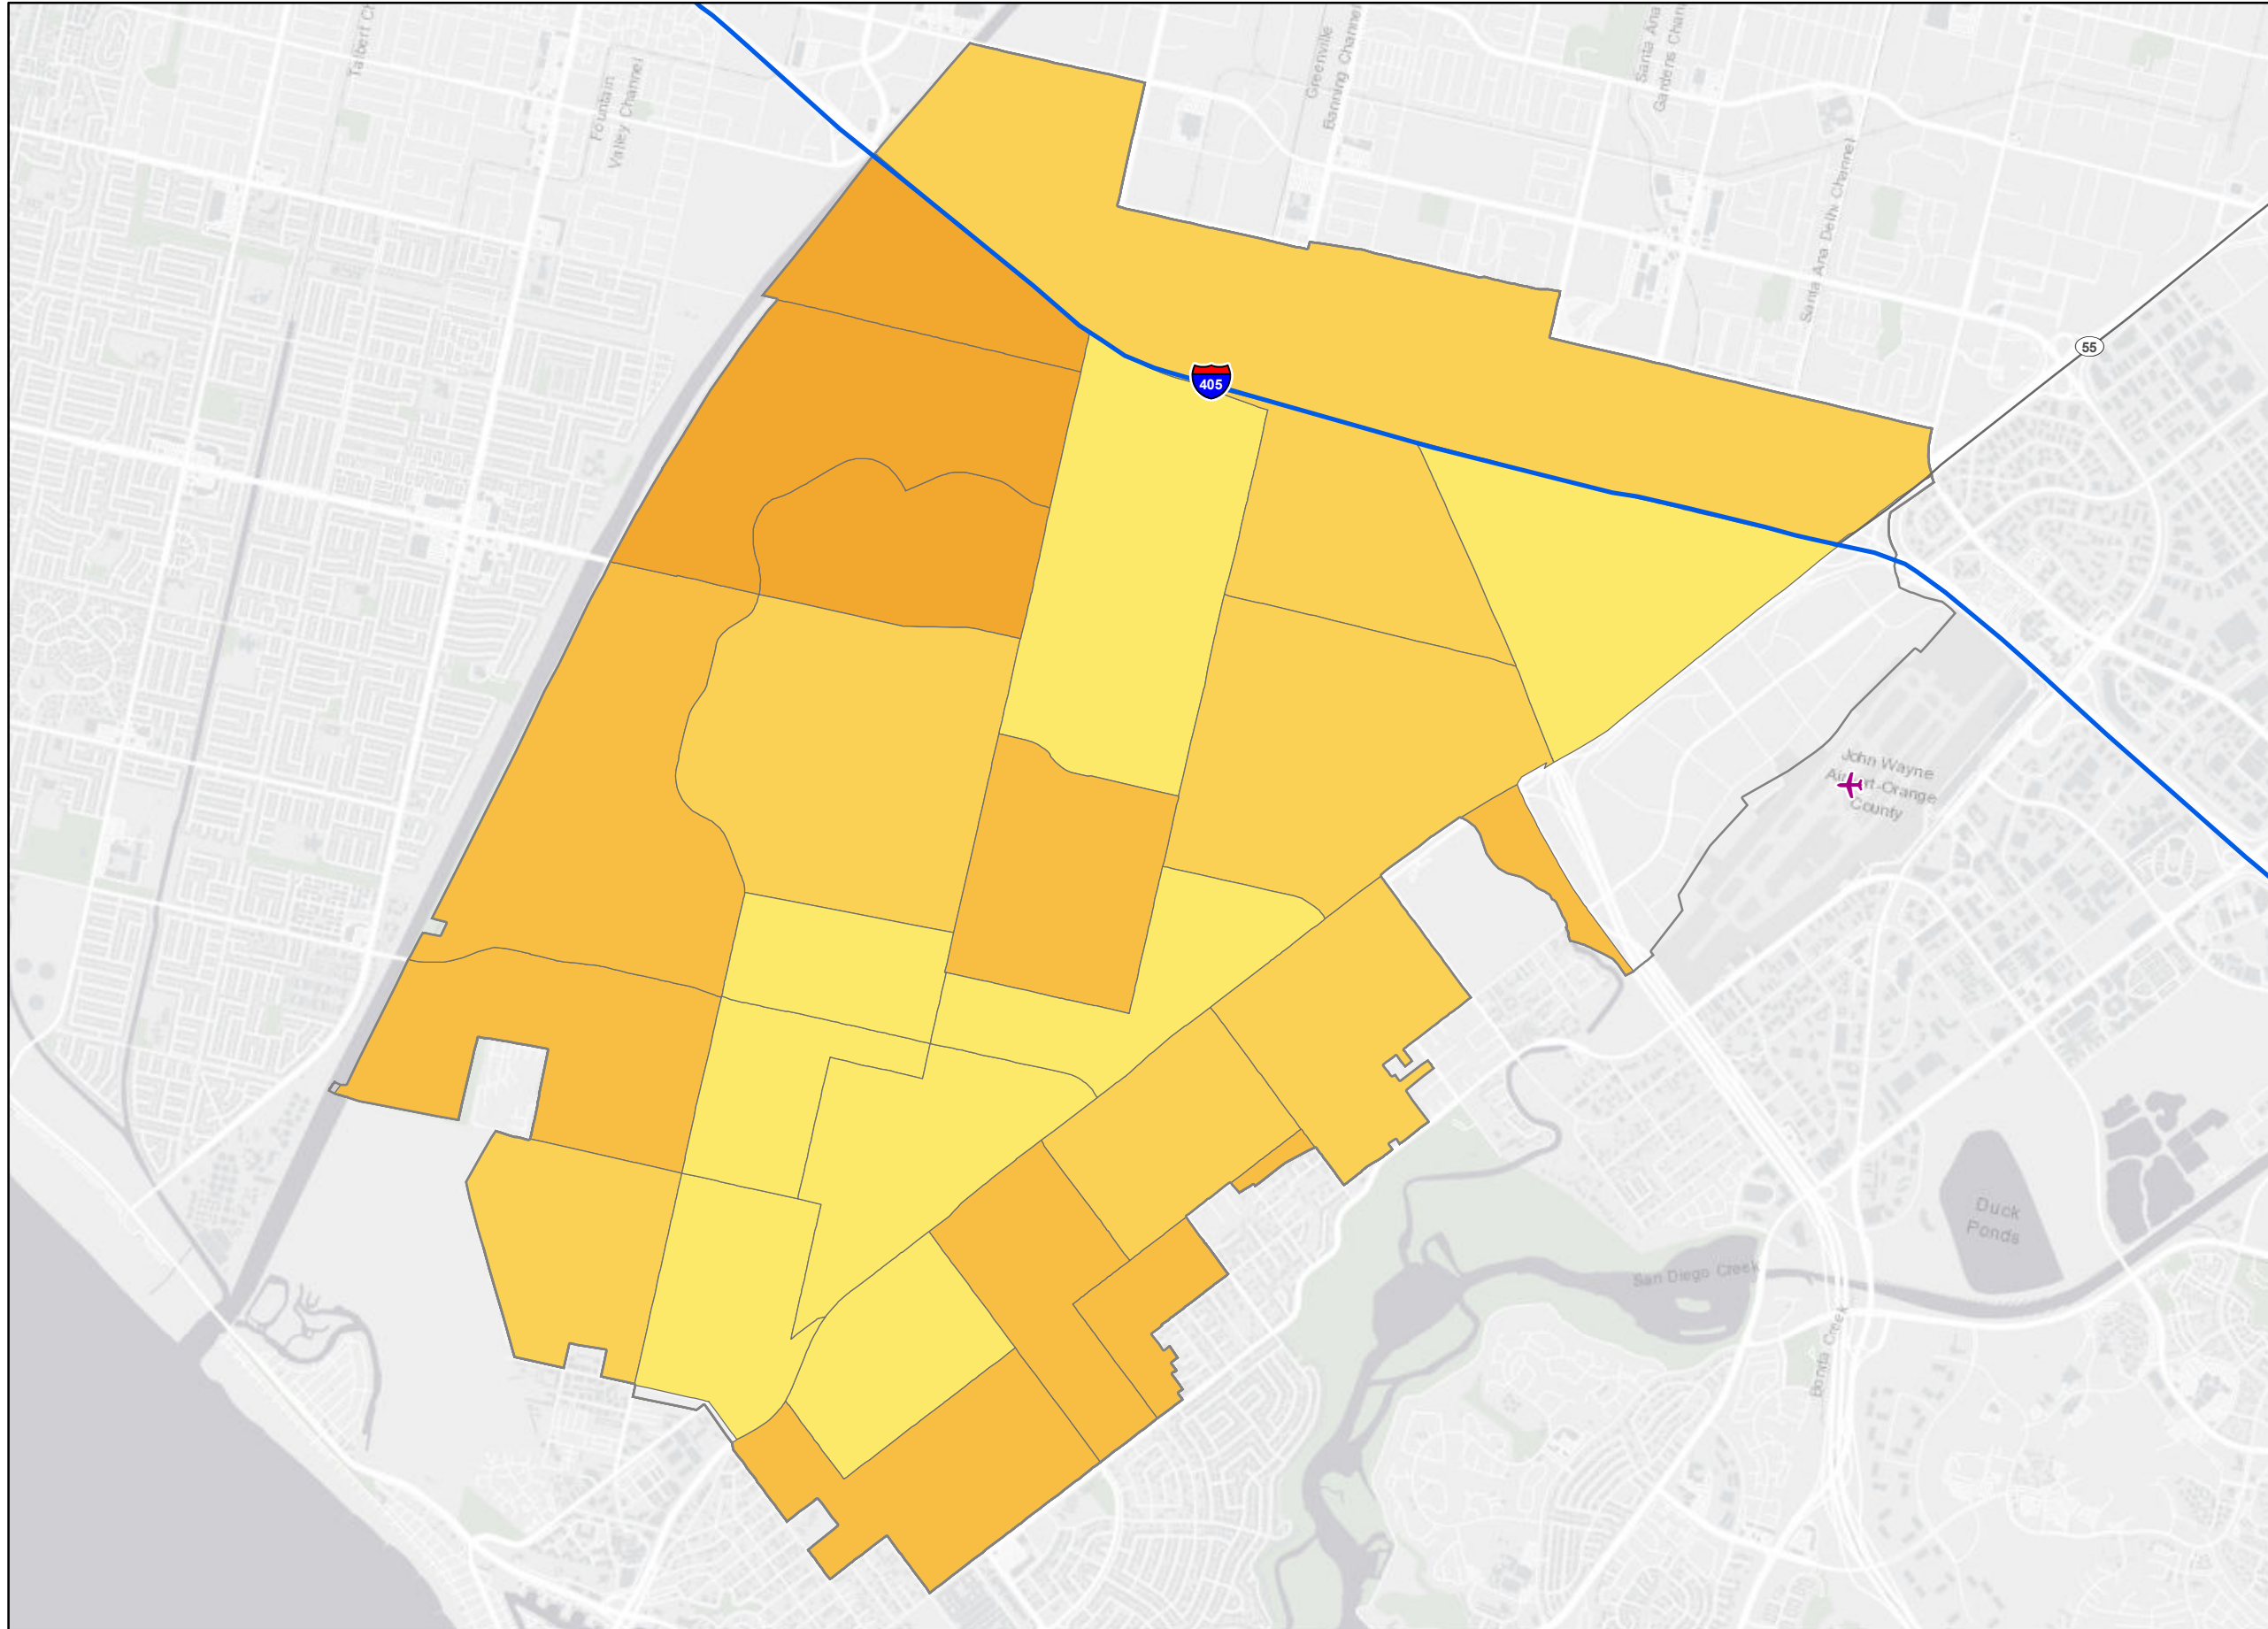 Talbert Ch
Fountain
Valley Channel
Greenville
Banning Channel
Santa Ana
Gardens Chan
Santa Ana Delhi Channel
55
405
John Wayne
Airport-Orange
County
Duck
Ponds
San Diego Creek
Bonita Creek